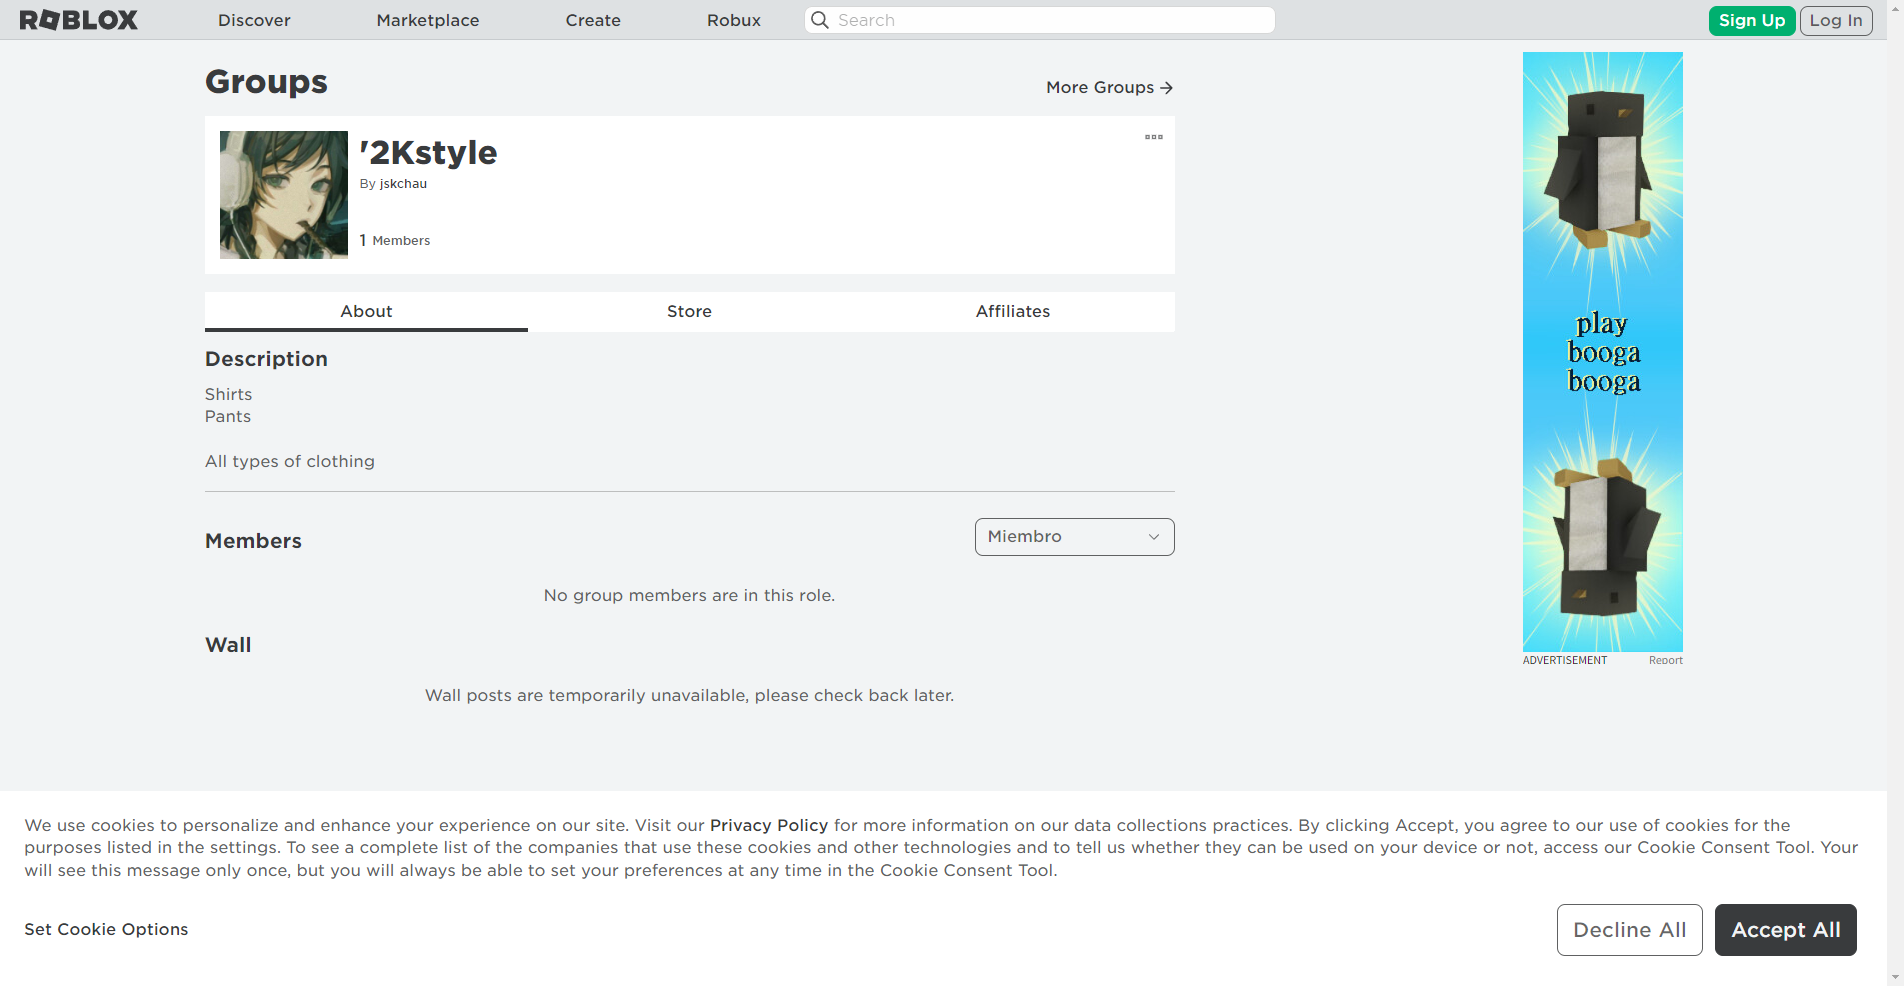 ROBLOX
Discover
Marketplace
Create
Robux
Search
Sign Up
Log In
Groups
More Groups →
'2Kstyle
By jskchau
1 Members
About
Store
Affiliates
Description
Shirts
Pants
All types of clothing
Members
Miembro
No group members are in this role.
Wall
Wall posts are temporarily unavailable, please check back later.
play
booga
booga
ADVERTISEMENT
Report
We use cookies to personalize and enhance your experience on our site. Visit our Privacy Policy for more information on our data collections practices. By clicking Accept, you agree to our use of cookies for the
purposes listed in the settings. To see a complete list of the companies that use these cookies and other technologies and to tell us whether they can be used on your device or not, access our Cookie Consent Tool. Your
will see this message only once, but you will always be able to set your preferences at any time in the Cookie Consent Tool.
Set Cookie Options
Decline All
Accept All